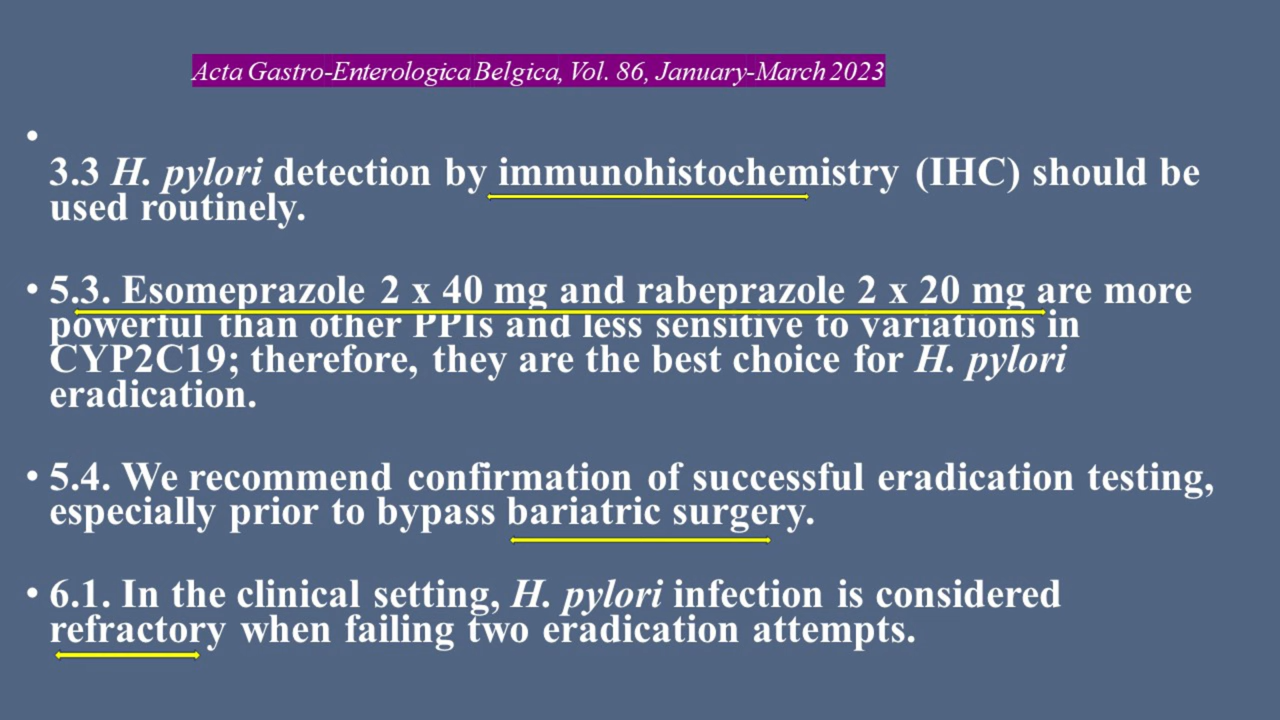 Acta Gastro-Enterologica Belgica, Vol. 86, January-March 2023
•
3.3 H. pylori detection by immunohistochemistry (IHC) should be
used routinely.
• 5.3. Esomeprazole 2 x 40 mg and rabeprazole 2 x 20 mg are more
powerful than other PPIs and less sensitive to variations in
CYP2C19; therefore, they are the best choice for H. pylori
eradication.
• 5.4. We recommend confirmation of successful eradication testing,
especially prior to bypass bariatric surgery.
• 6.1. In the clinical setting, H. pylori infection is considered
refractory when failing two eradication attempts.